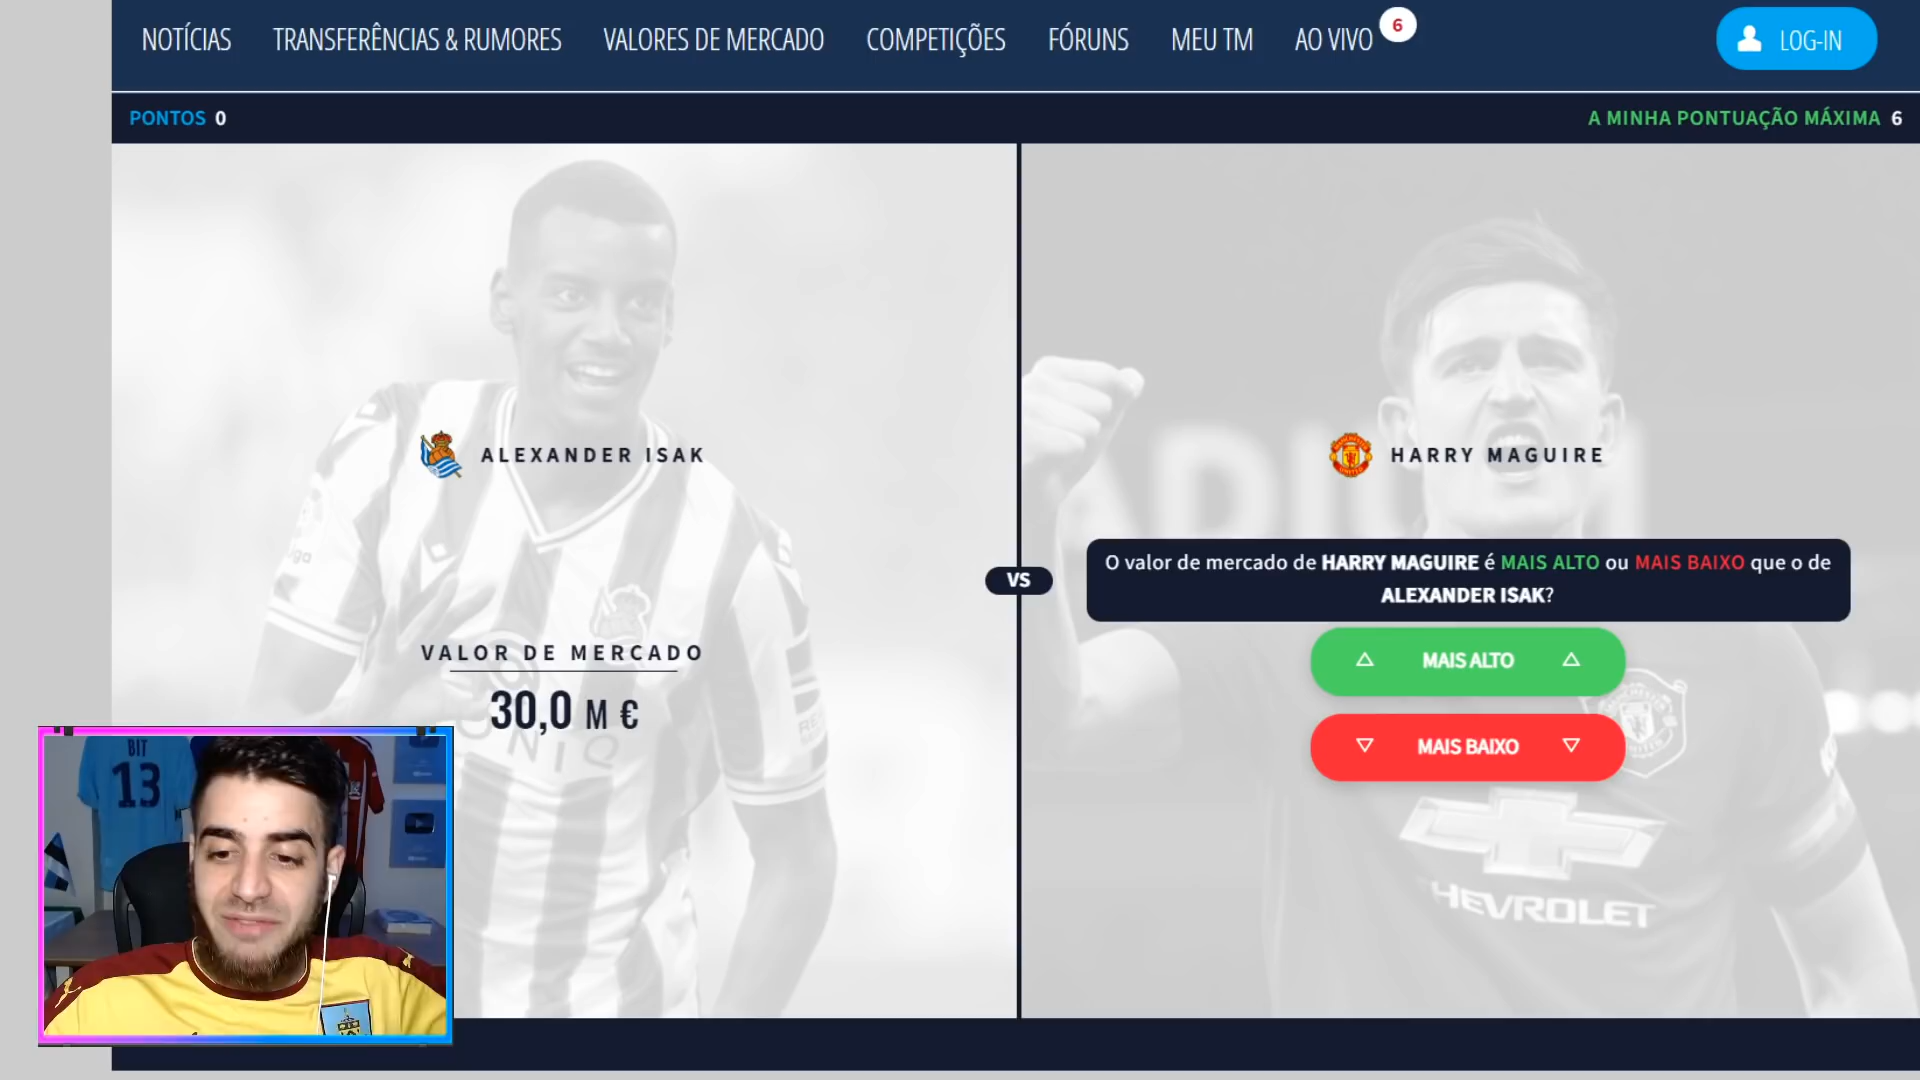 NOTÍCIAS TRANSFERÊNCIAS & RUMORES VALORES DE MERCADO COMPETIÇÕES FÓRUNS MEU TM AO VIVO 6 LOG-IN
PONTOS 0 A MINHA PONTUAÇÃO MÁXIMA 6
ALEXANDER ISAK
VALOR DE MERCADO
30,0 M €
VS
HARRY MAGUIRE
O valor de mercado de HARRY MAGUIRE é MAIS ALTO ou MAIS BAIXO que o de
ALEXANDER ISAK?
△ MAIS ALTO △
▽ MAIS BAIXO ▽
CHEVROLET
BIT
13